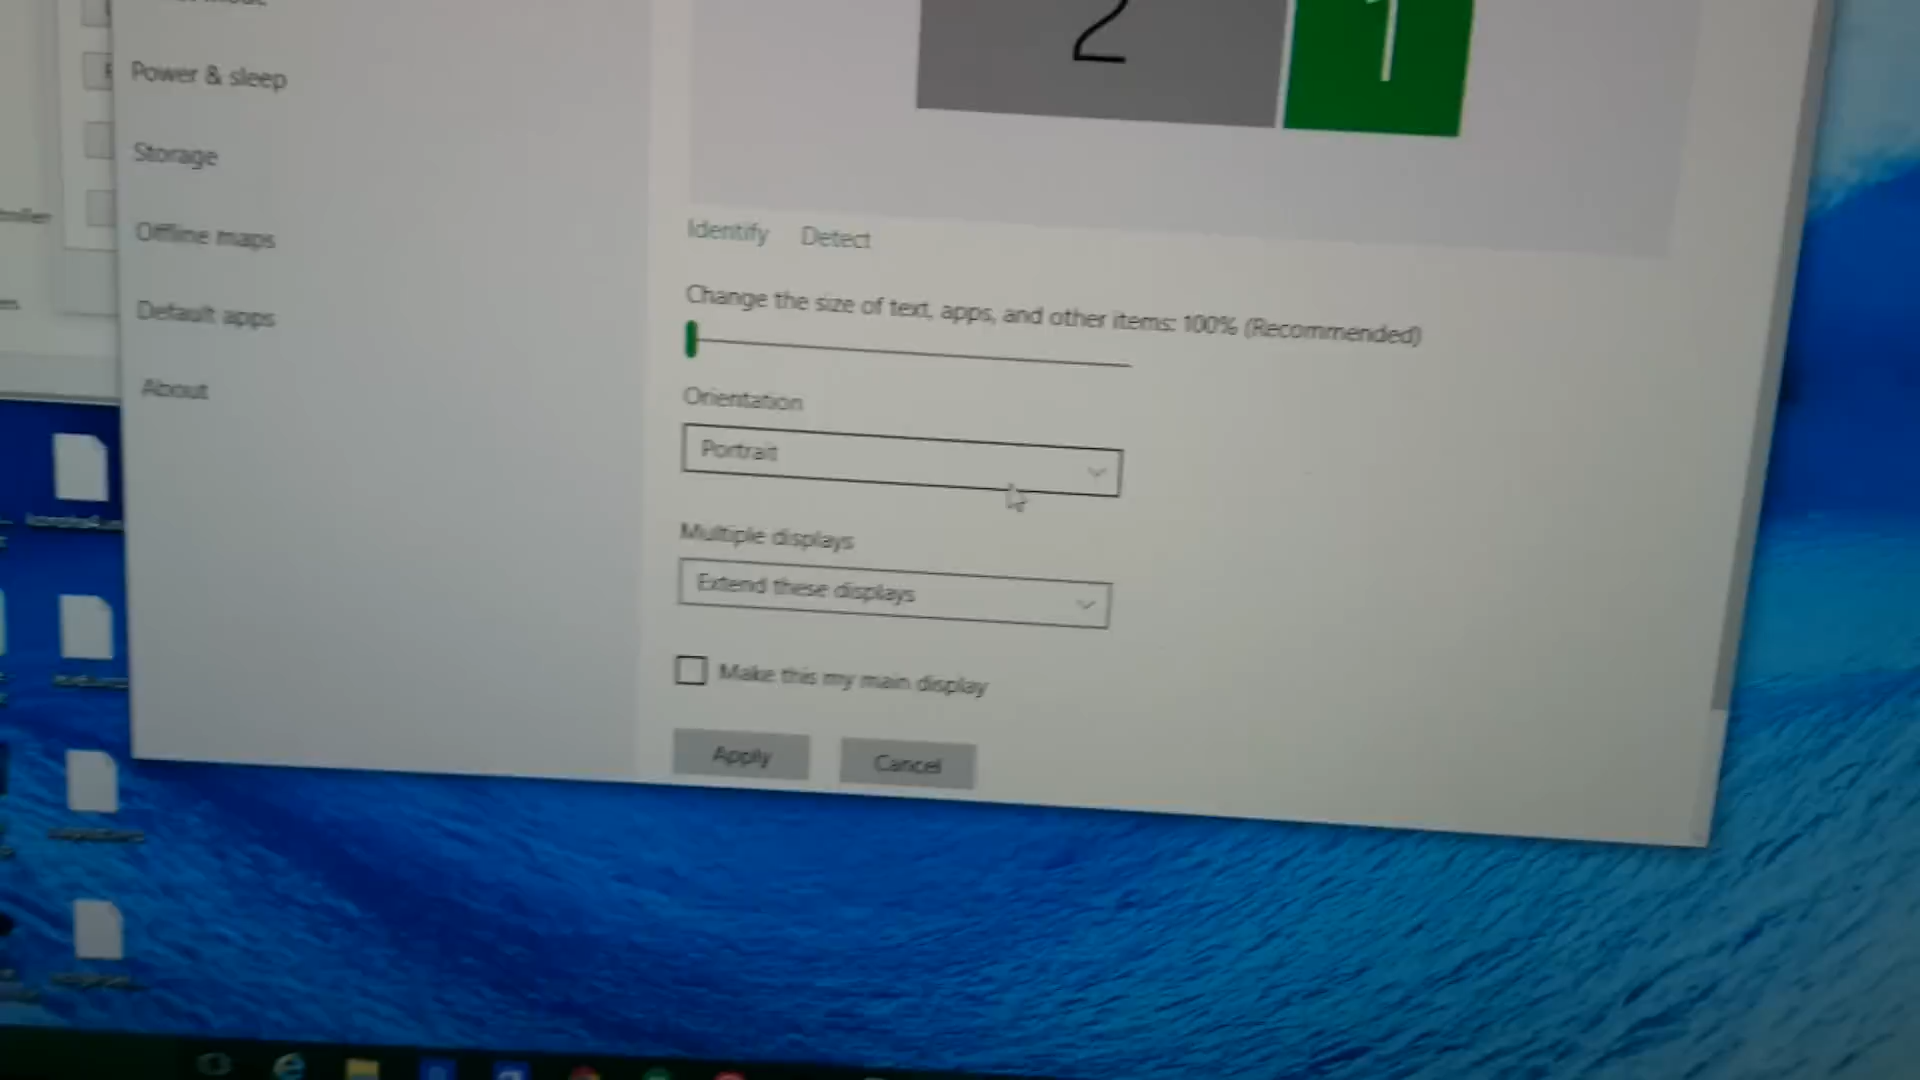 2
1
Power & sleep
Storage
Offline maps
Default apps
About
Identify
Detect
Change the size of text, apps, and other items: 100% (Recommended)
Orientation
Portrait
Multiple displays
Extend these displays
Make this my main display
Apply
Cancel